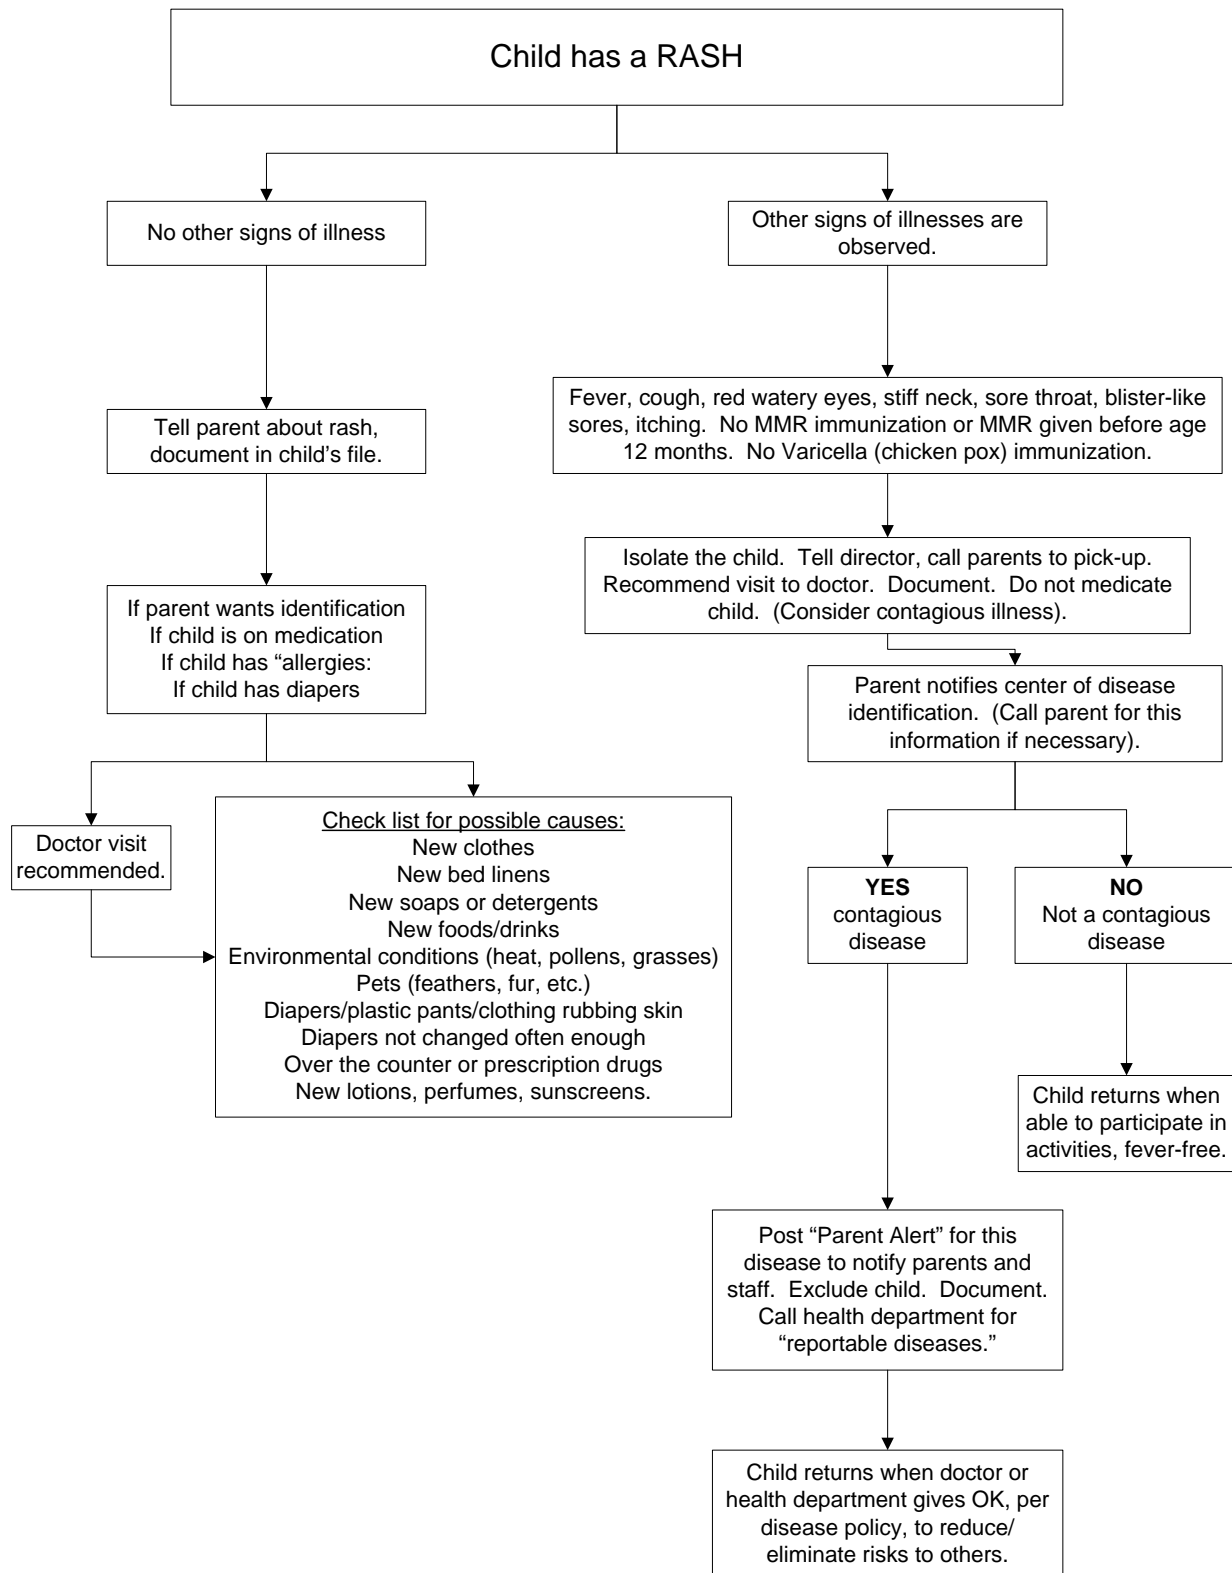 Child has a RASH
No other signs of illness
Other signs of illnesses are
observed.
Tell parent about rash,
document in child’s file.
Fever, cough, red watery eyes, stiff neck, sore throat, blister-like
sores, itching.  No MMR immunization or MMR given before age
12 months.  No Varicella (chicken pox) immunization.
Isolate the child.  Tell director, call parents to pick-up.
Recommend visit to doctor.  Document.  Do not medicate
child.  (Consider contagious illness).
If parent wants identification
If child is on medication
If child has “allergies:
If child has diapers
Parent notifies center of disease
identification.  (Call parent for this
information if necessary).
Doctor visit
recommended.
Check list for possible causes:
New clothes
New bed linens
New soaps or detergents
New foods/drinks
Environmental conditions (heat, pollens, grasses)
Pets (feathers, fur, etc.)
Diapers/plastic pants/clothing rubbing skin
Diapers not changed often enough
Over the counter or prescription drugs
New lotions, perfumes, sunscreens.
YES
contagious
disease
NO
Not a contagious
disease
Child returns when
able to participate in
activities, fever-free.
Post “Parent Alert” for this
disease to notify parents and
staff.  Exclude child.  Document.
Call health department for
“reportable diseases.”
Child returns when doctor or
health department gives OK, per
disease policy, to reduce/
eliminate risks to others.